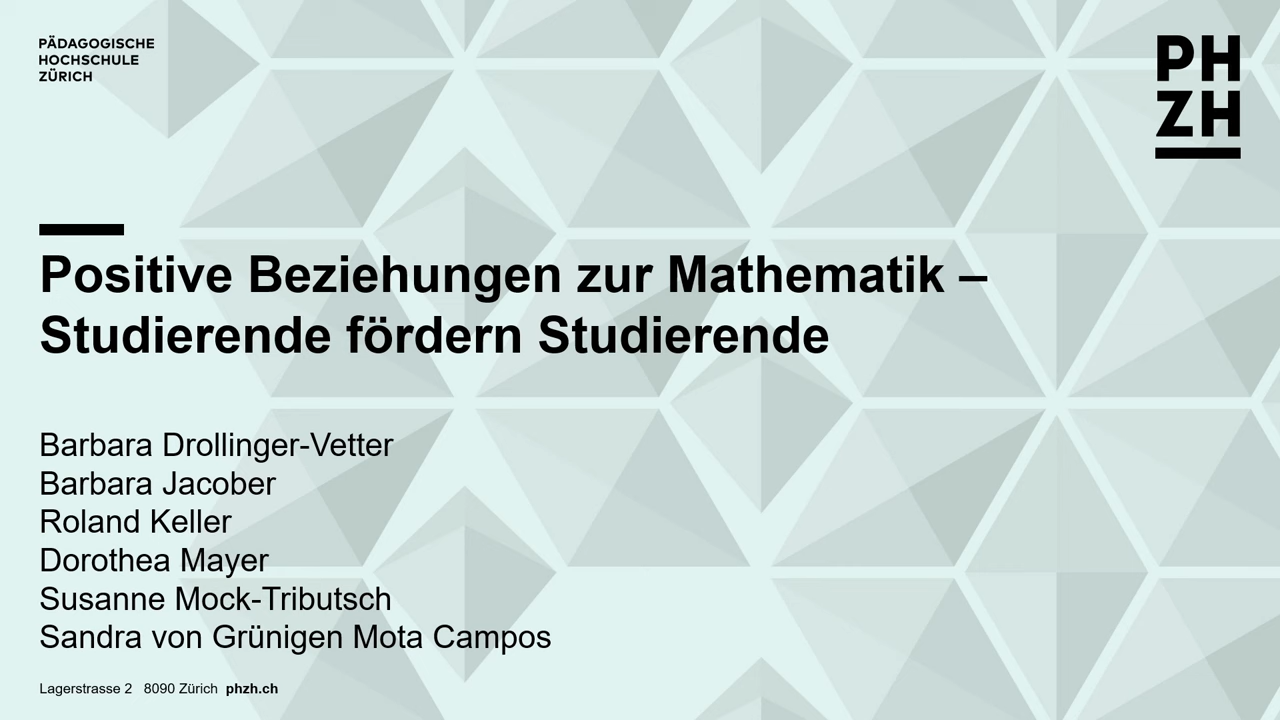 PÄDAGOGISCHE
HOCHSCHULE
ZÜRICH
PH
ZH
Positive Beziehungen zur Mathematik –
Studierende fördern Studierende
Barbara Drollinger-Vetter
Barbara Jacober
Roland Keller
Dorothea Mayer
Susanne Mock-Tributsch
Sandra von Grünigen Mota Campos
Lagerstrasse 2 8090 Zürich phzh.ch